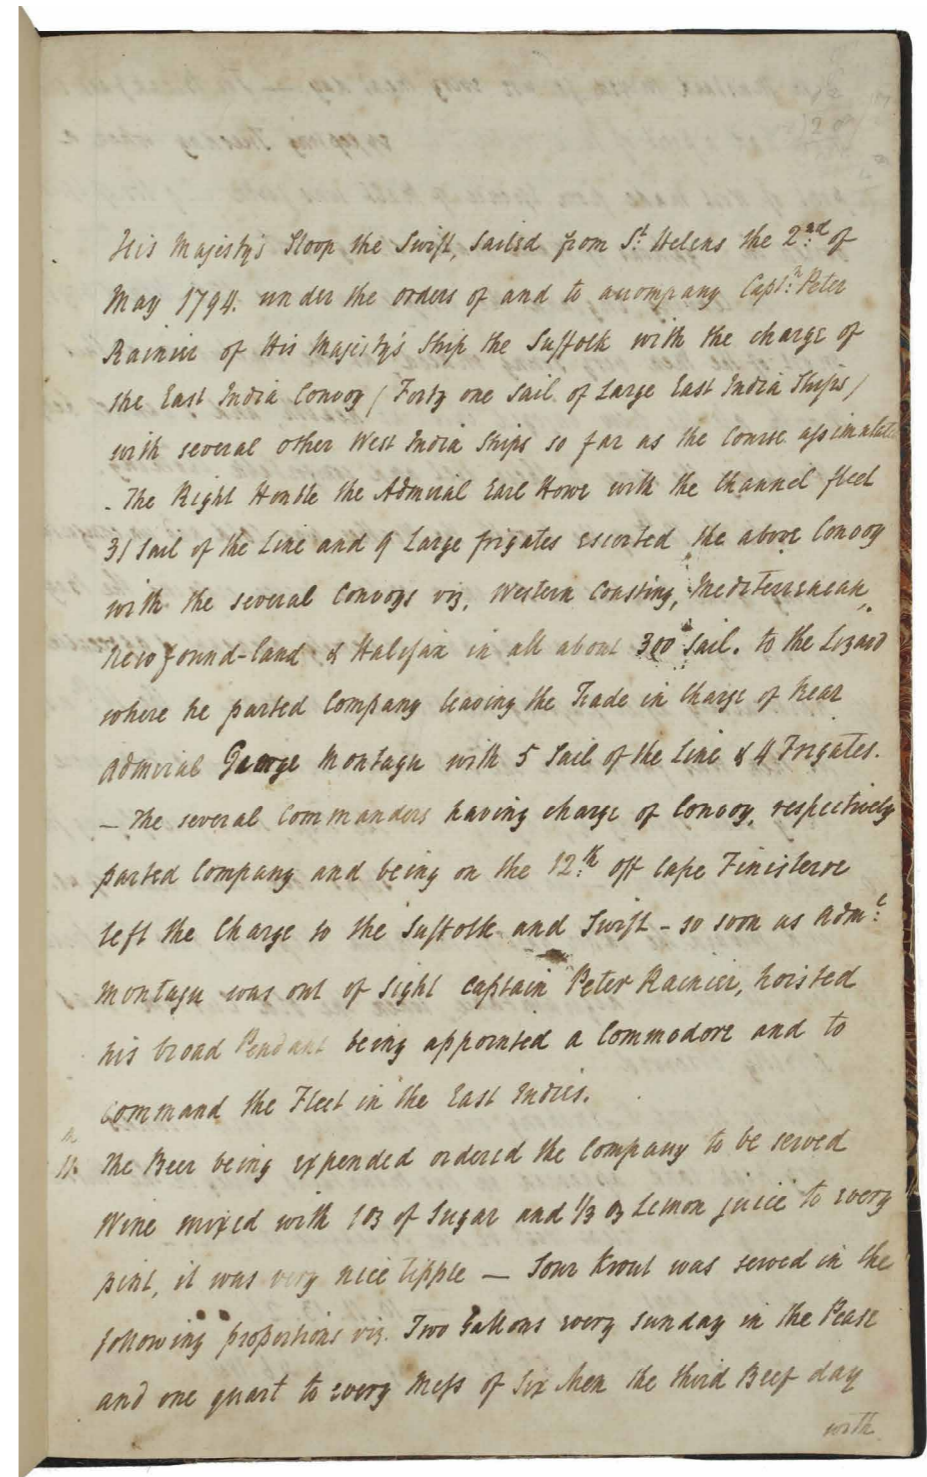 His Majesty's Sloop the Swift, sailed from St Helens the 2nd of
May 1794. under the orders of and to accompany Captn Peter
Rainier of His Majesty's Ship the Suffolk with the charge of
the East India Convoy / Forty one Sail of Large East India Ships /
with several other West India Ships so far as the Course assimalated
- The Right Honble the Admiral Earl Howe with the Channel fleet
31 Sail of the Line and 9 Large frigates escorted the above Convoy
with the several Convoys viz, Western Coasting, Mediterranean,
Newfound-land & Halifax in all about 300 Sail. to the Lizard
where he parted Company leaving the Trade in Charge of Rear
Admiral George Montagu with 5 Sail of the Line & 4 Frigates.
— The several Commanders having charge of Convoy, respectively
parted Company and being on the 12th off Cape Finisterre
left the Charge to the Suffolk and Swift - so soon as Adml
Montagu was out of Sight Captain Peter Rainier, hoisted
his broad Pendant being appointed a Commodore and to
Command the Fleet in the East Indies.
The Beer being expended ordered the Company to be served
Wine mixed with 1 oz of Sugar and 1/3 oz Lemon juice to every
pint, it was very nice tipple — Sour Krout was served in the
following proportions viz. Two Gallons every Sunday in the Pease
and one quart to every Mess of Six Men the third Beef day
with